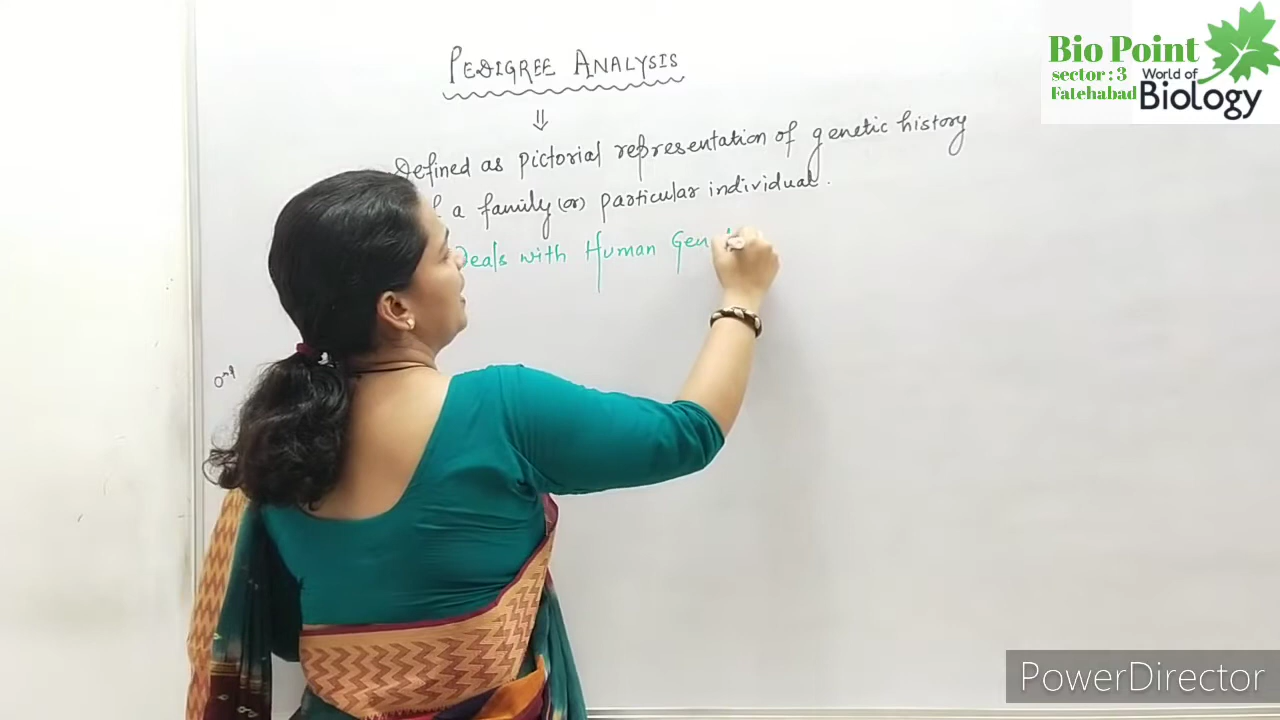 PEDIGREE ANALYSIS
Defined as pictorial representation of genetic history
a family (or) particular individual.
Deals with Human
Bio Point
sector : 3
Fatehabad
World of
Biology
PowerDirector